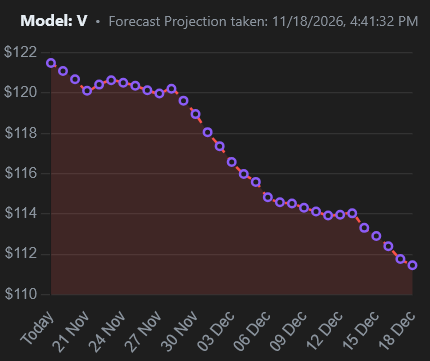 Model: V • Forecast Projection taken: 11/18/2026, 4:41:32 PM
$122
$120
$118
$116
$114
$112
$110
Today
21 Nov
24 Nov
27 Nov
30 Nov
03 Dec
06 Dec
09 Dec
12 Dec
15 Dec
18 Dec